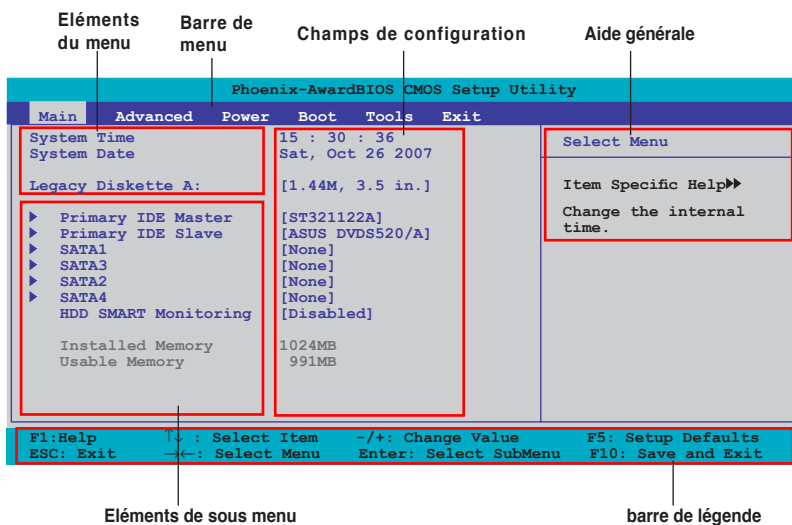 Eléments du menu
Barre de menu
Champs de configuration
Aide générale
Phoenix-AwardBIOS CMOS Setup Utility
Main Advanced Power Boot Tools Exit
System Time 15 : 30 : 36
System Date Sat, Oct 26 2007
Legacy Diskette A: [1.44M, 3.5 in.]
Primary IDE Master [ST321122A]
Primary IDE Slave [ASUS DVDS520/A]
SATA1 [None]
SATA3 [None]
SATA2 [None]
SATA4 [None]
HDD SMART Monitoring [Disabled]
Installed Memory 1024MB
Usable Memory 991MB
Select Menu
Item Specific Help▶▶
Change the internal
time.
F1:Help ↑↓ : Select Item -/+: Change Value F5: Setup Defaults
ESC: Exit →←: Select Menu Enter: Select SubMenu F10: Save and Exit
Eléments de sous menu
barre de légende